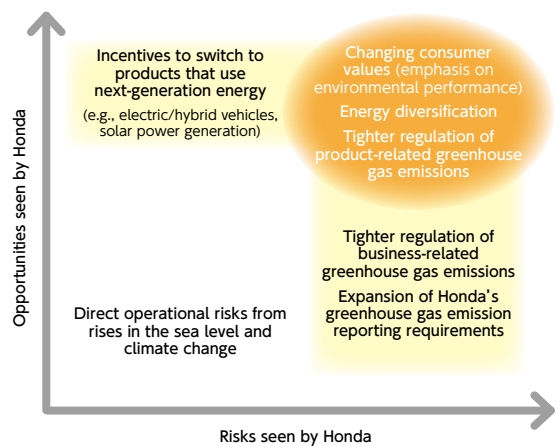 Opportunities seen by Honda
Incentives to switch to
products that use
next-generation energy
(e.g., electric/hybrid vehicles,
solar power generation)
Changing consumer
values (emphasis on
environmental performance)
Energy diversification
Tighter regulation of
product-related greenhouse
gas emissions
Tighter regulation of
business-related
greenhouse gas emissions
Expansion of Honda’s
greenhouse gas emission
reporting requirements
Direct operational risks from
rises in the sea level and
climate change
Risks seen by Honda